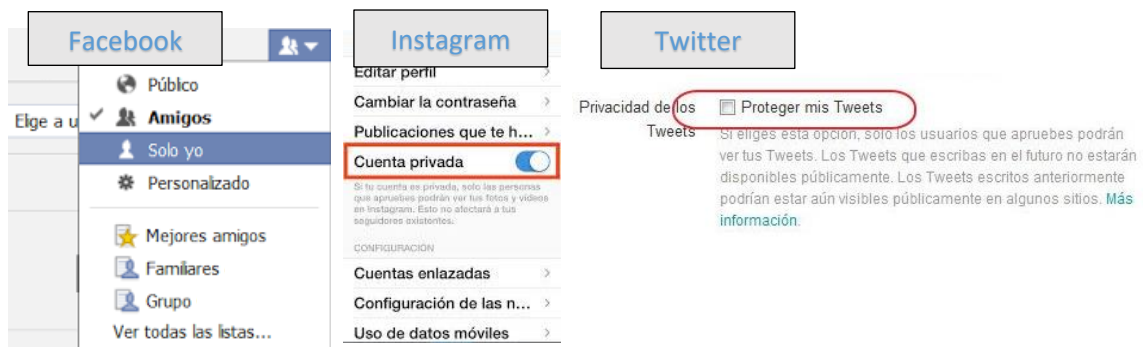 Facebook
Público
Elige a u
Amigos
Solo yo
Personalizado
Mejores amigos
Familiares
Grupo
Ver todas las listas...
Instagram
Editar perfil
Cambiar la contraseña
Publicaciones que te h...
Cuenta privada
Si tu cuenta es privada, solo las personas
que apruebes podrán ver tus fotos y vídeos
en Instagram. Esto no afectará a tus
seguidores existentes.
CONFIGURACIÓN
Cuentas enlazadas
Configuración de las n...
Uso de datos móviles
Twitter
Privacidad de los
Tweets
Proteger mis Tweets
Si eliges esta opción, sólo los usuarios que apruebes podrán
ver tus Tweets. Los Tweets que escribas en el futuro no estarán
disponibles públicamente. Los Tweets escritos anteriormente
podrían estar aún visibles públicamente en algunos sitios. Más
información.